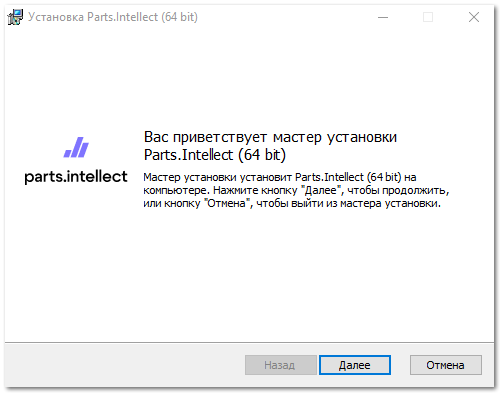 Установка Parts.Intellect (64 bit)
Вас приветствует мастер установки
Parts.Intellect (64 bit)
parts.intellect
Мастер установки установит Parts.Intellect (64 bit) на
компьютере. Нажмите кнопку "Далее", чтобы продолжить,
или кнопку "Отмена", чтобы выйти из мастера установки.
Назад
Далее
Отмена